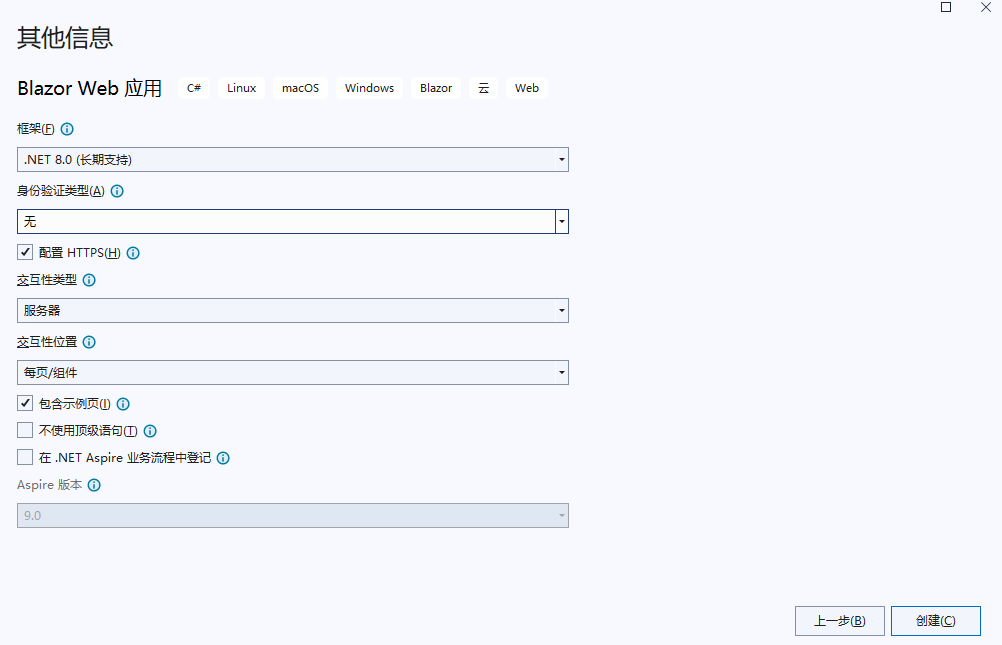 其他信息
Blazor Web 应用 C# Linux macOS Windows Blazor 云 Web
框架(F)
.NET 8.0 (长期支持)
身份验证类型(A)
无
配置 HTTPS(H)
交互性类型
服务器
交互性位置
每页/组件
包含示例页(I)
不使用顶级语句(T)
在 .NET Aspire 业务流程中登记
Aspire 版本
9.0
上一步(B) 创建(C)